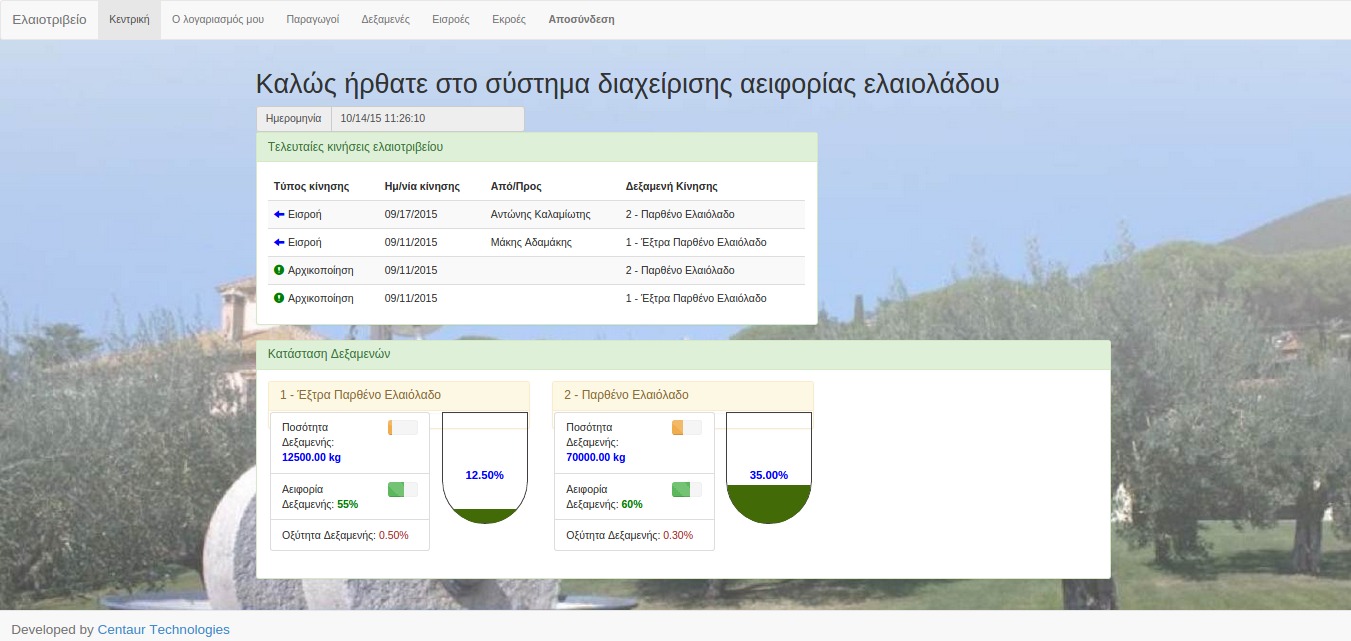 Ελαιοτριβείο Κεντρική Ο λογαριασμός μου Παραγωγοί Δεξαμενές Εισροές Εκροές Αποσύνδεση
Καλώς ήρθατε στο σύστημα διαχείρισης αειφορίας ελαιολάδου
Ημερομηνία 10/14/15 11:26:10
Τελευταίες κινήσεις ελαιοτριβείου
Τύπος κίνησης Ημ/νία κίνησης Από/Προς Δεξαμενή Κίνησης
Εισροή 09/17/2015 Αντώνης Καλαμίωτης 2 - Παρθένο Ελαιόλαδο
Εισροή 09/11/2015 Μάκης Αδαμάκης 1 - Έξτρα Παρθένο Ελαιόλαδο
Αρχικοποίηση 09/11/2015 2 - Παρθένο Ελαιόλαδο
Αρχικοποίηση 09/11/2015 1 - Έξτρα Παρθένο Ελαιόλαδο
Κατάσταση Δεξαμενών
1 - Έξτρα Παρθένο Ελαιόλαδο
Ποσότητα
Δεξαμενής:
12500.00 kg
12.50%
Αειφορία
Δεξαμενής: 55%
Οξύτητα Δεξαμενής: 0.50%
2 - Παρθένο Ελαιόλαδο
Ποσότητα
Δεξαμενής:
70000.00 kg
35.00%
Αειφορία
Δεξαμενής: 60%
Οξύτητα Δεξαμενής: 0.30%
Developed by Centaur Technologies